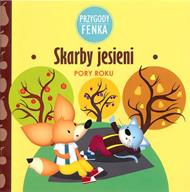 PRZYGODY
FENKA
Skarby jesieni
PORY ROKU